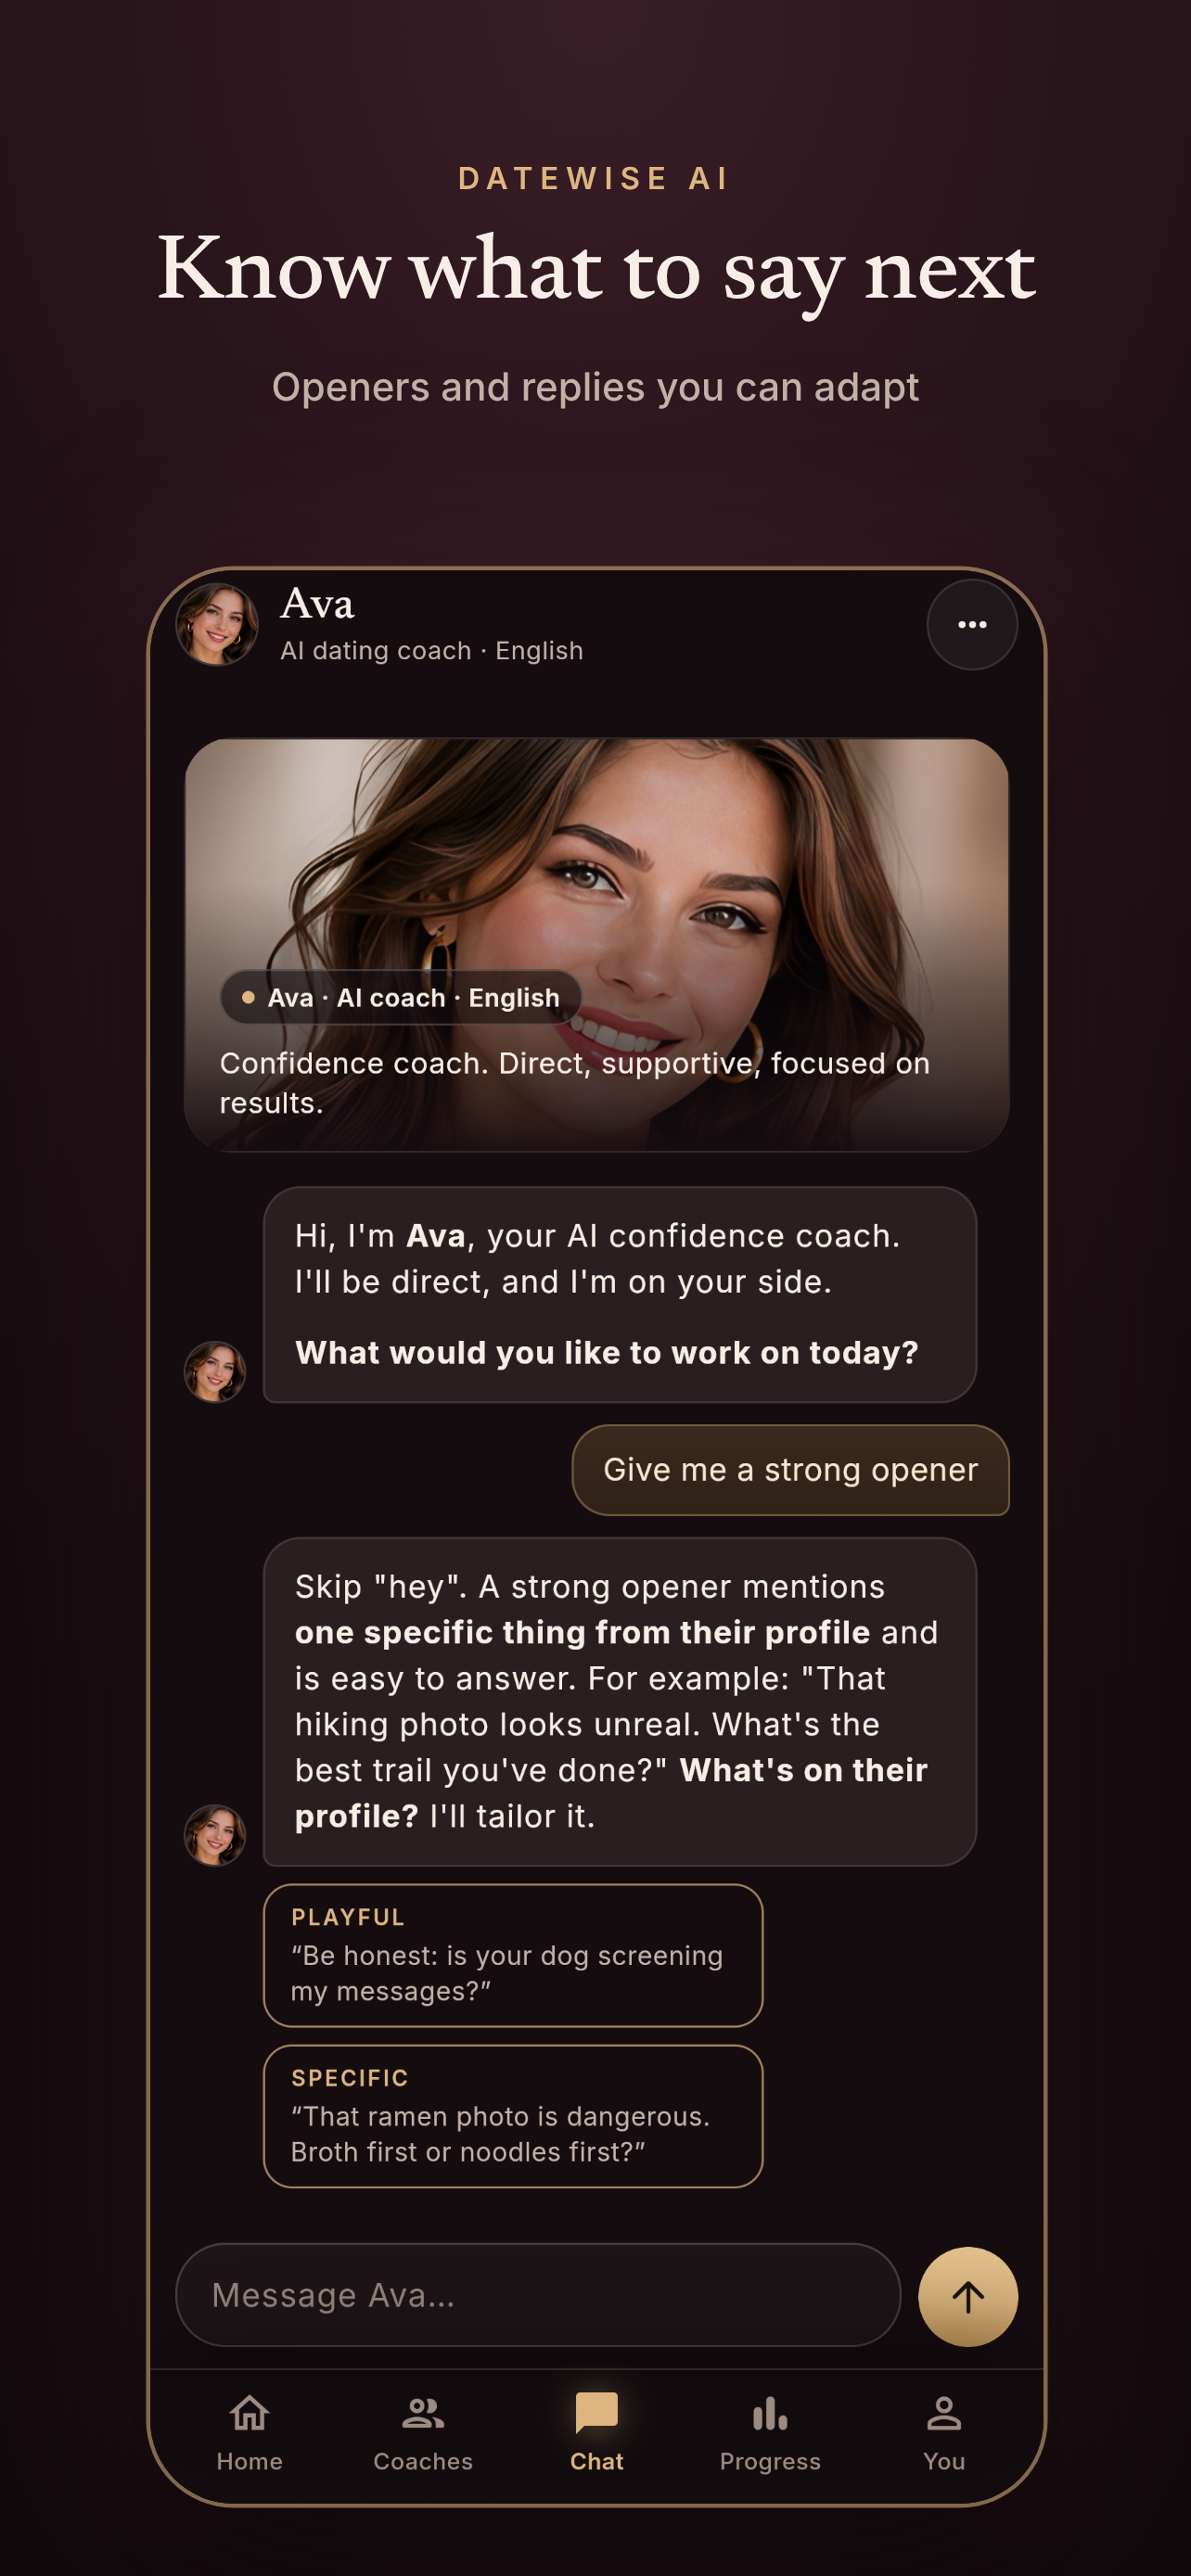 DATEWISE AI
Know what to say next
Openers and replies you can adapt
Ava
AI dating coach · English
Ava · AI coach · English
Confidence coach. Direct, supportive, focused on
results.
Hi, I'm Ava, your AI confidence coach.
I'll be direct, and I'm on your side.
What would you like to work on today?
Give me a strong opener
Skip "hey". A strong opener mentions
one specific thing from their profile and
is easy to answer. For example: "That
hiking photo looks unreal. What's the
best trail you've done?" What's on their
profile? I'll tailor it.
PLAYFUL
“Be honest: is your dog screening
my messages?”
SPECIFIC
“That ramen photo is dangerous.
Broth first or noodles first?”
Message Ava...
Home
Coaches
Chat
Progress
You